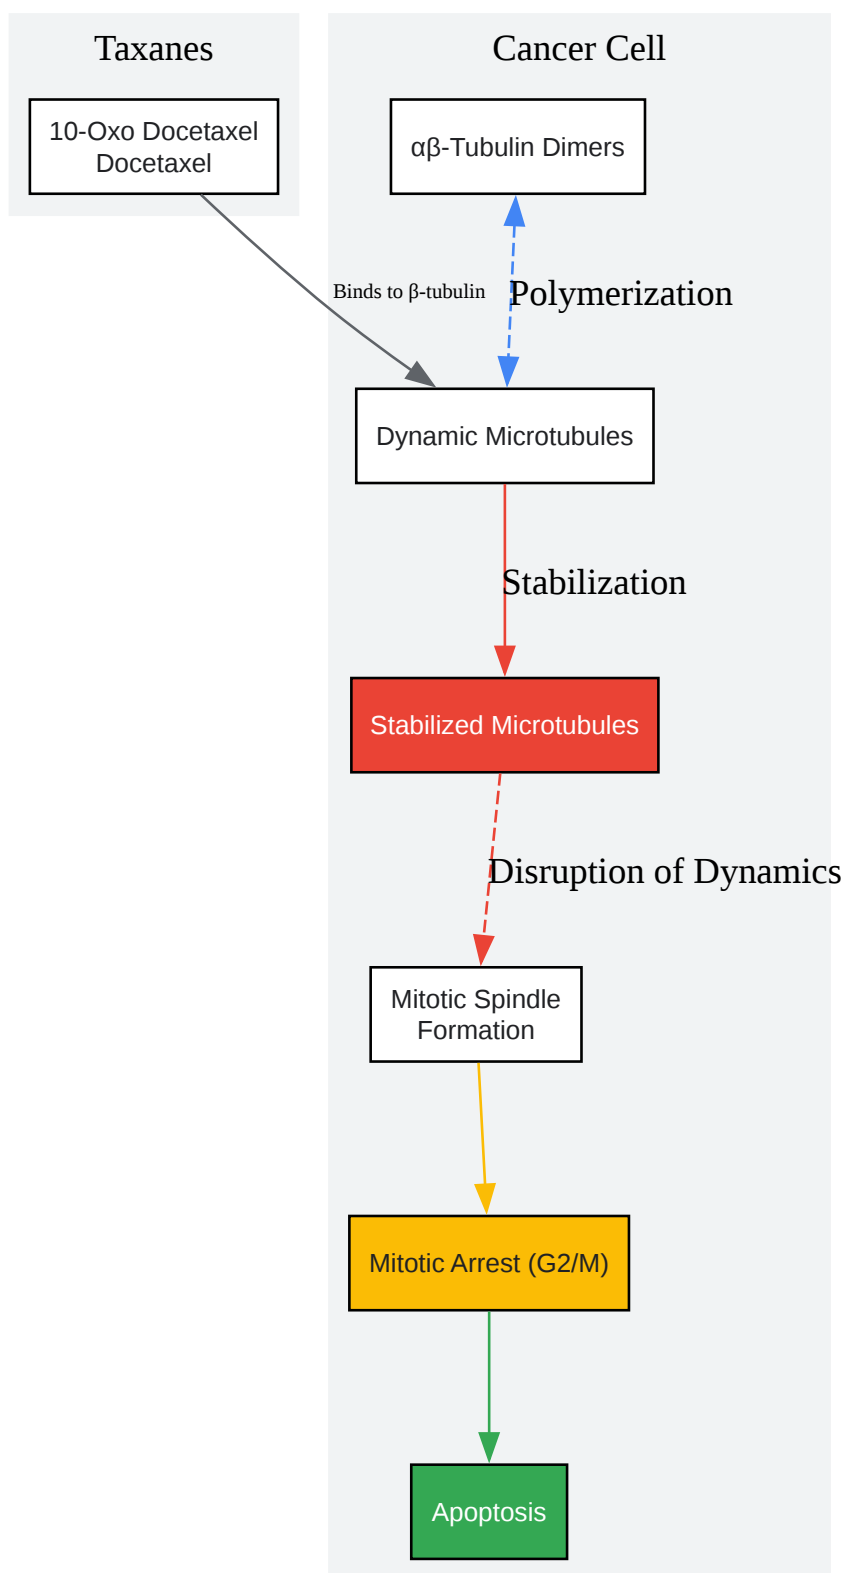 Taxanes
Cancer Cell
10-Oxo Docetaxel
Docetaxel
αβ-Tubulin Dimers
Binds to β-tubulin
Polymerization
Dynamic Microtubules
Stabilization
Stabilized Microtubules
Disruption of Dynamics
Mitotic Spindle
Formation
Mitotic Arrest (G2/M)
Apoptosis